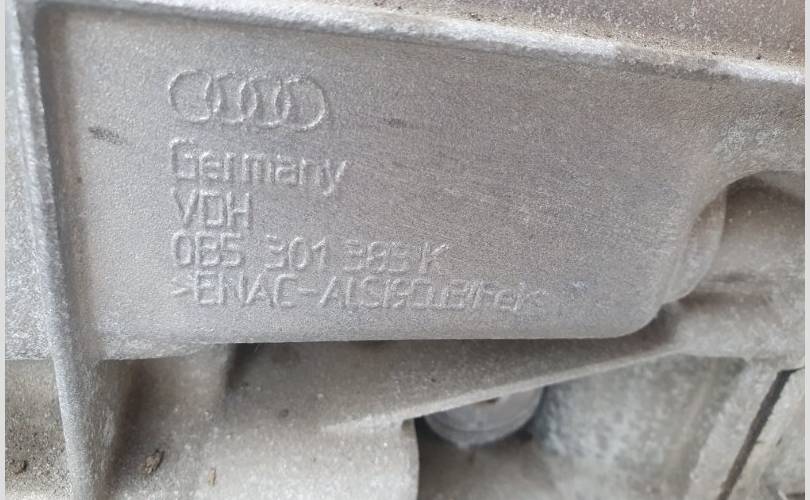 Germany
VDH
0B5 301 383 K
>ENAC-AlSi9Cu3(Fe)<